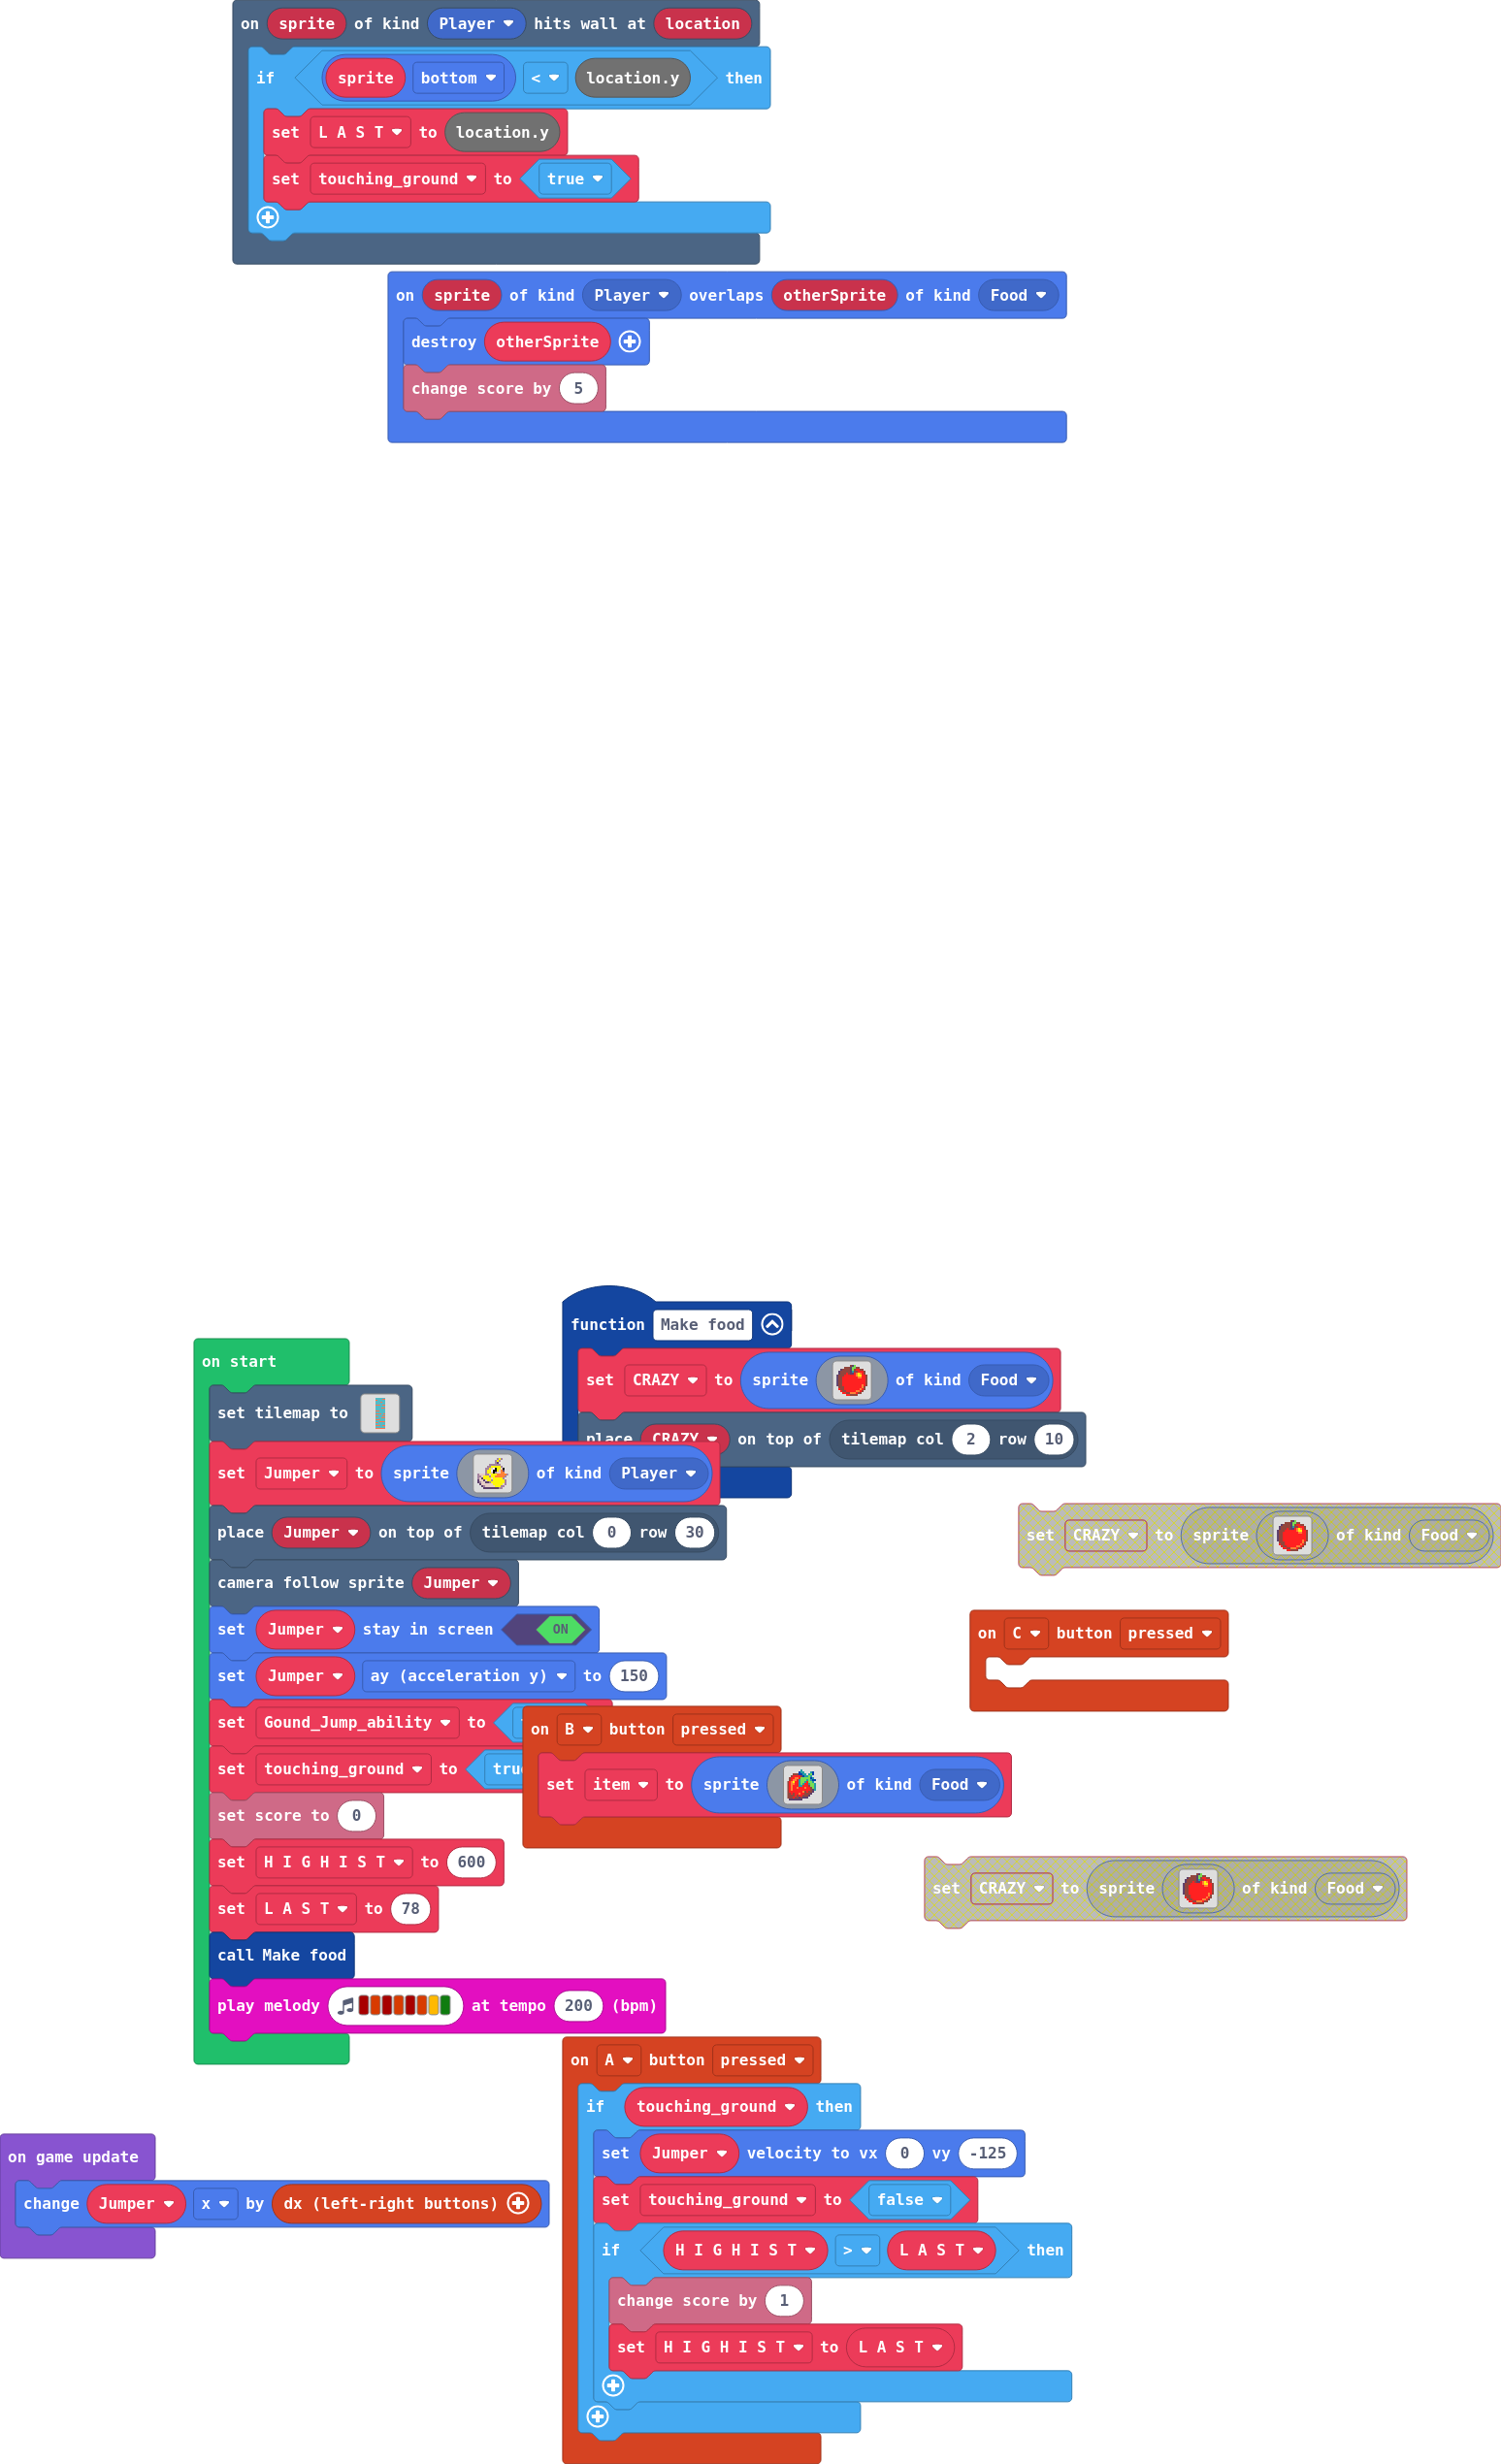 on sprite of kind Player hits wall at location
if sprite bottom < location.y then
set L A S T to location.y
set touching_ground to true
on sprite of kind Player overlaps otherSprite of kind Food
destroy otherSprite
change score by 5
function Make food
set CRAZY to sprite of kind Food
place CRAZY on top of tilemap col 2 row 10
on start
set tilemap to
set Jumper to sprite of kind Player
place Jumper on top of tilemap col 0 row 30
camera follow sprite Jumper
set Jumper stay in screen ON
set Jumper ay (acceleration y) to 150
set Gound_Jump_ability to
set touching_ground to
set score to 0
set H I G H I S T to 600
set L A S T to 78
call Make food
play melody at tempo 200 (bpm)
set CRAZY to sprite of kind Food
on C button pressed
on B button pressed
set item to sprite of kind Food
set CRAZY to sprite of kind Food
on A button pressed
if touching_ground then
set Jumper velocity to vx 0 vy -125
set touching_ground to false
if H I G H I S T > L A S T then
change score by 1
set H I G H I S T to L A S T
on game update
change Jumper x by dx (left-right buttons)